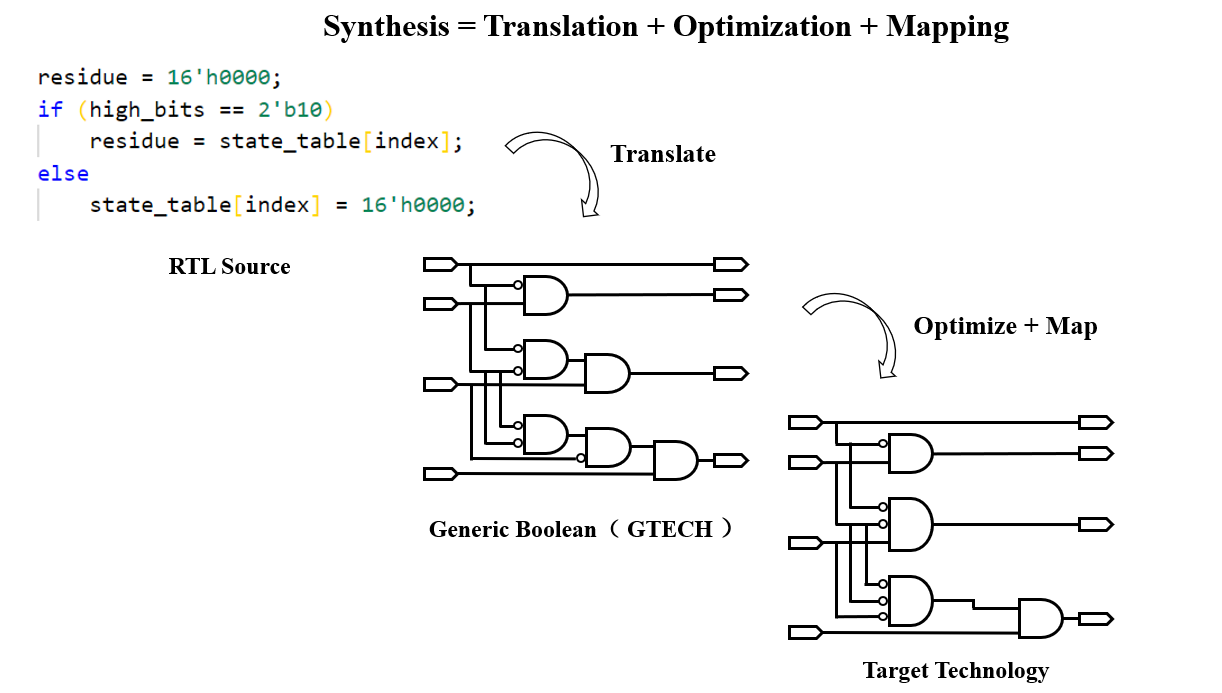 Synthesis = Translation + Optimization + Mapping
residue = 16'h0000;
if (high_bits == 2'b10)
    residue = state_table[index];
else
    state_table[index] = 16'h0000;
Translate
RTL Source
Optimize + Map
Generic Boolean（ GTECH ）
Target Technology